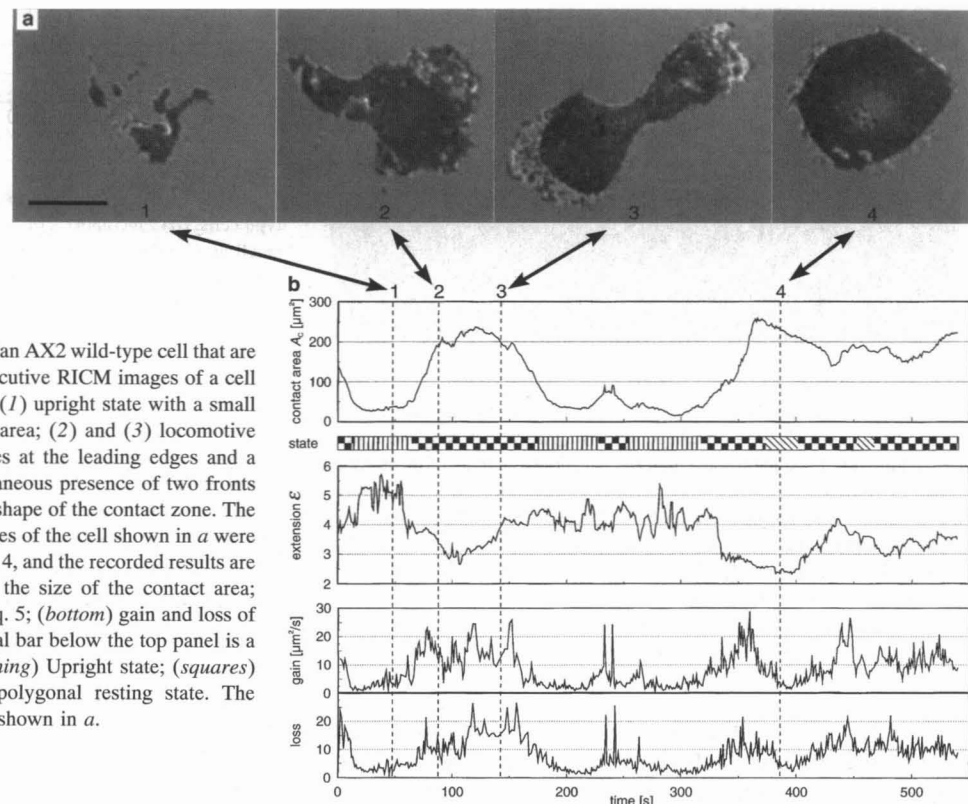 a
1
2
3
4
b
1
2
3
4
an AX2 wild-type cell that are
cutive RICM images of a cell
(1) upright state with a small
area; (2) and (3) locomotive
es at the leading edges and a
aneous presence of two fronts
shape of the contact zone. The
es of the cell shown in a were
4, and the recorded results are
the size of the contact area;
q. 5; (bottom) gain and loss of
al bar below the top panel is a
ning) Upright state; (squares)
polygonal resting state. The
shown in a.
contact area Ac [µm²]
300
200
100
0
state
extension ε
6
5
4
3
2
gain [µm²/s]
30
20
10
0
loss
20
10
0
0
100
200
300
400
500
time [s]